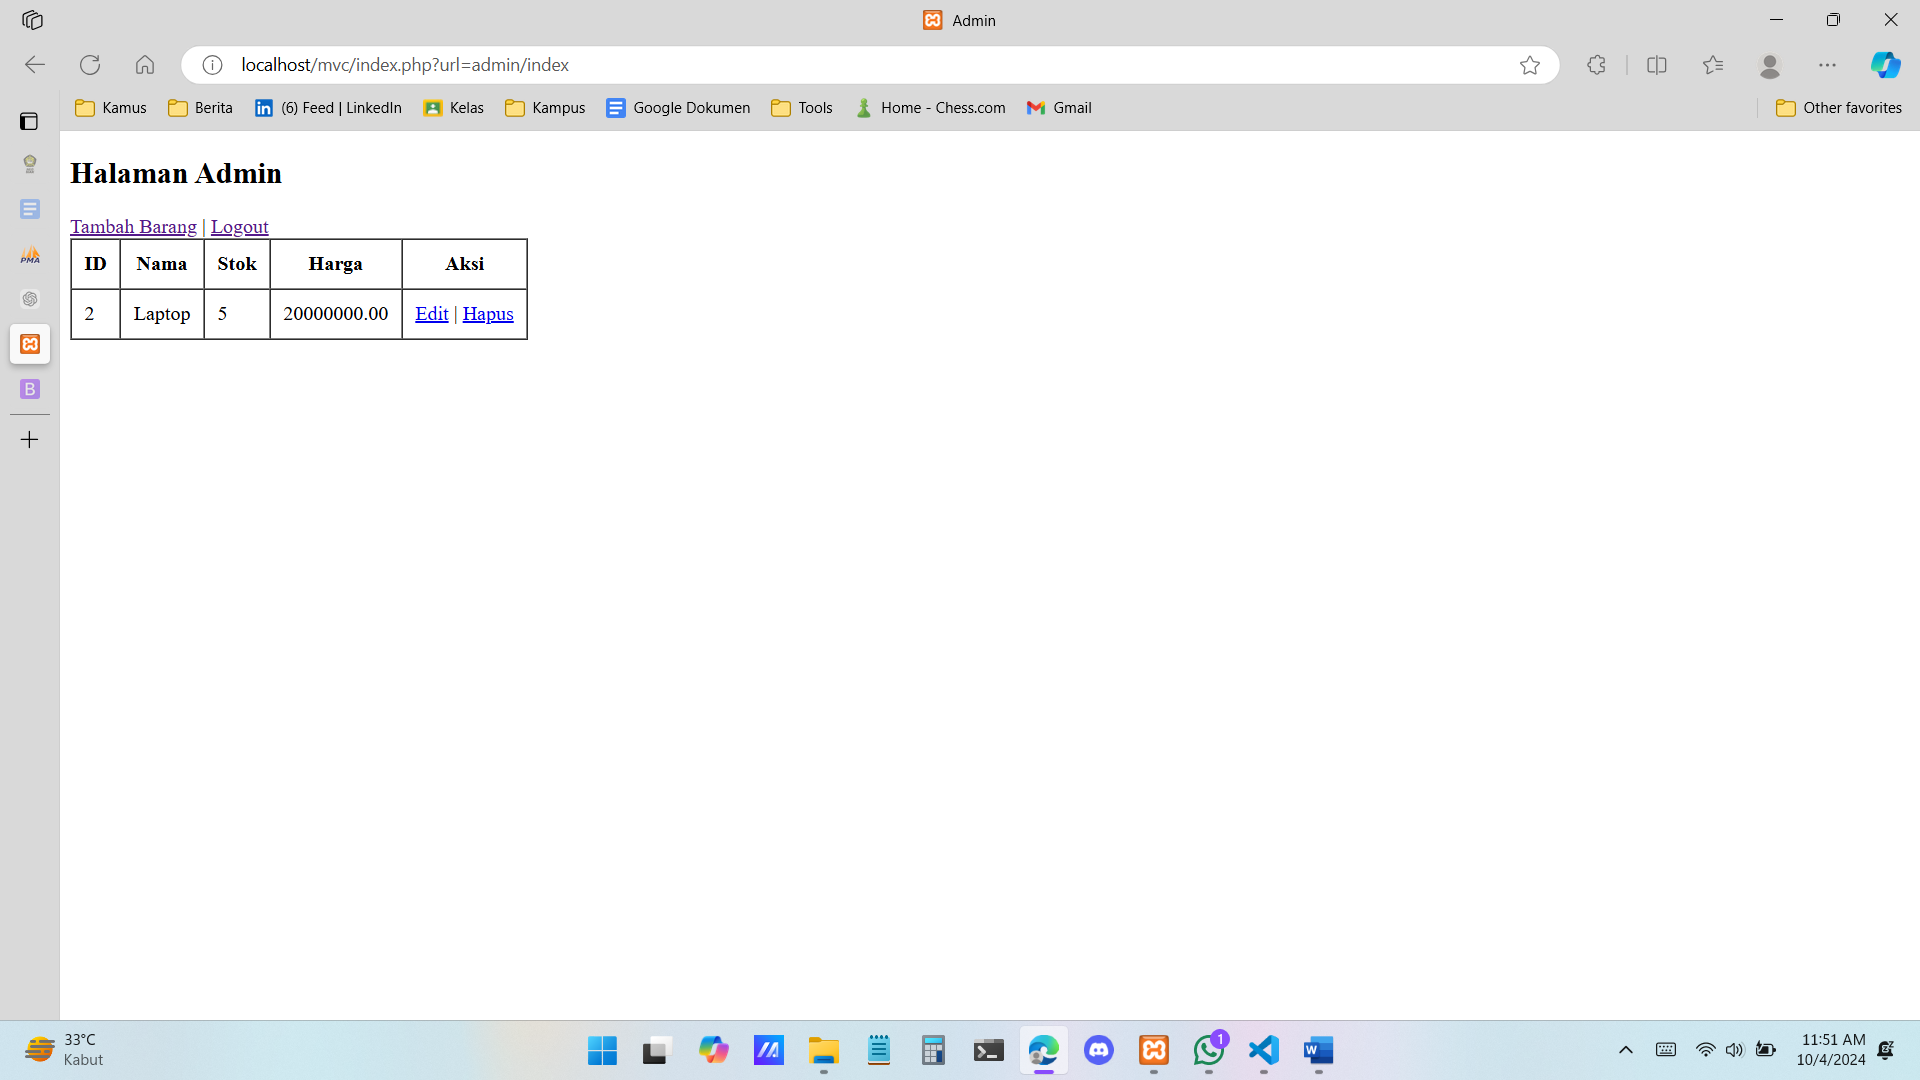 Admin
localhost/mvc/index.php?url=admin/index
Kamus Berita (6) Feed | LinkedIn Kelas Kampus Google Dokumen Tools Home - Chess.com Gmail Other favorites
Halaman Admin
Tambah Barang | Logout
ID Nama Stok Harga Aksi
2 Laptop 5 20000000.00 Edit | Hapus
PMA
B
33°C
Kabut
1
11:51 AM
10/4/2024